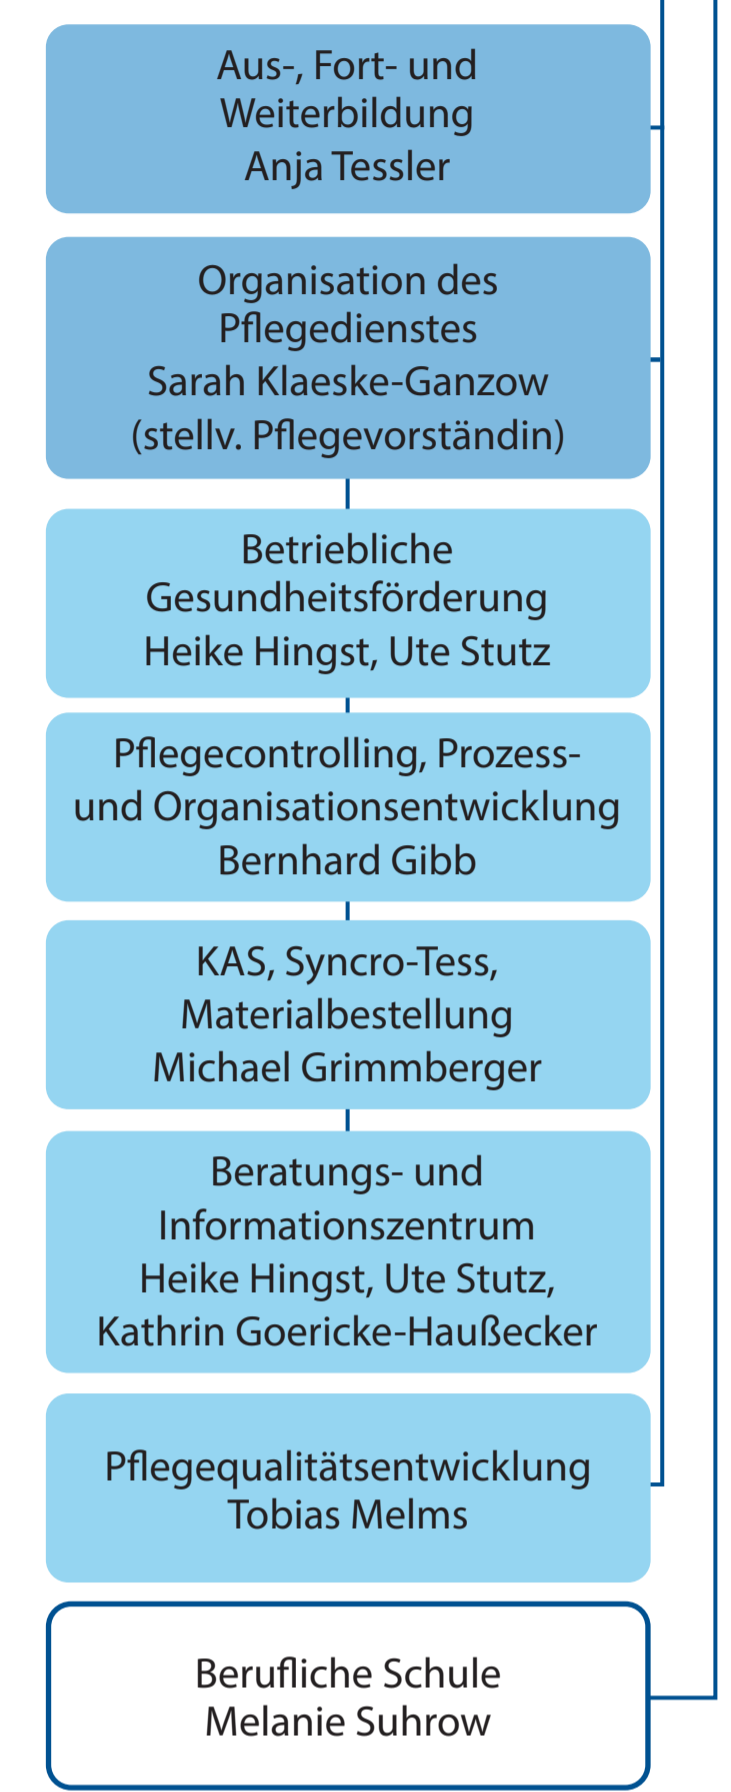 Aus-, Fort- und
Weiterbildung
Anja Tessler
Organisation des
Pflegedienstes
Sarah Klaeske-Ganzow
(stellv. Pflegevorständin)
Betriebliche
Gesundheitsförderung
Heike Hingst, Ute Stutz
Pflegecontrolling, Prozess-
und Organisationsentwicklung
Bernhard Gibb
KAS, Syncro-Tess,
Materialbestellung
Michael Grimmberger
Beratungs- und
Informationszentrum
Heike Hingst, Ute Stutz,
Kathrin Goericke-Haußecker
Pflegequalitätsentwicklung
Tobias Melms
Berufliche Schule
Melanie Suhrow